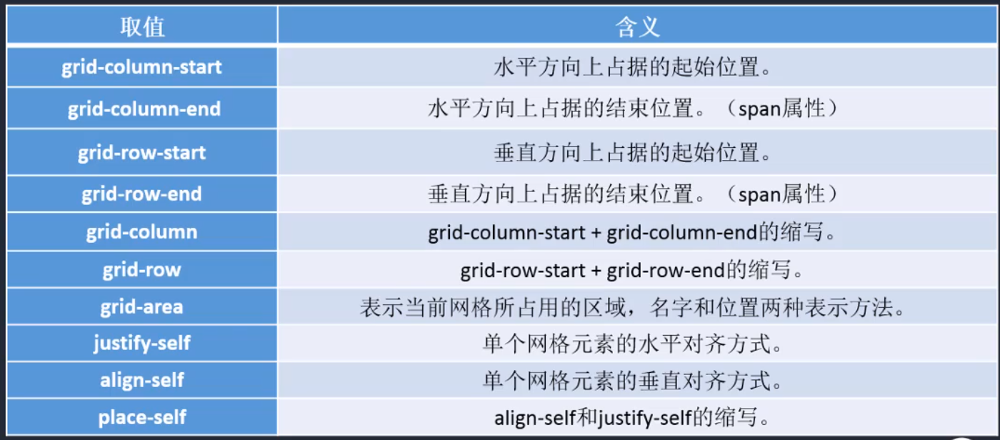 取值 含义
grid-column-start 水平方向上占据的起始位置。
grid-column-end 水平方向上占据的结束位置。（span属性）
grid-row-start 垂直方向上占据的起始位置。
grid-row-end 垂直方向上占据的结束位置。（span属性）
grid-column grid-column-start + grid-column-end的缩写。
grid-row grid-row-start + grid-row-end的缩写。
grid-area 表示当前网格所占用的区域，名字和位置两种表示方法。
justify-self 单个网格元素的水平对齐方式。
align-self 单个网格元素的垂直对齐方式。
place-self align-self和justify-self的缩写。